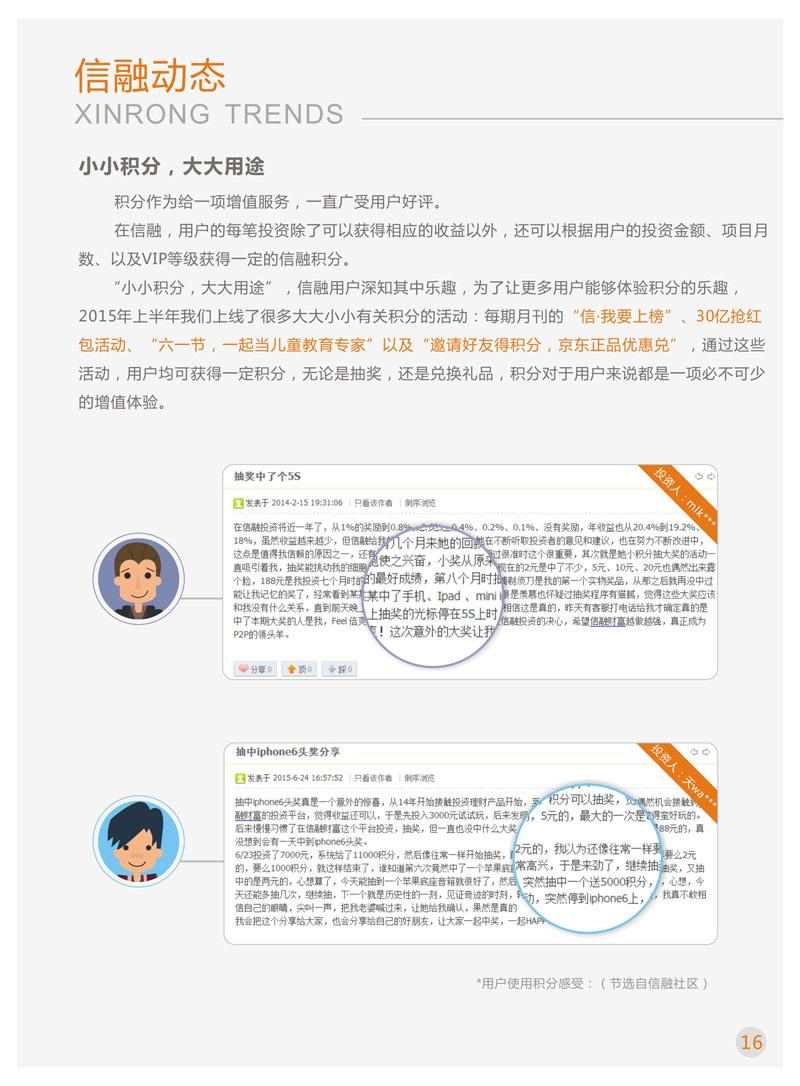 信融动态
XINRONG TRENDS
小小积分，大大用途
积分作为给一项增值服务，一直广受用户好评。
在信融，用户的每笔投资除了可以获得相应的收益以外，还可以根据用户的投资金额、项目月
数、以及VIP等级获得一定的信融积分。
“小小积分，大大用途”，信融用户深知其中乐趣，为了让更多用户能够体验积分的乐趣，
2015年上半年我们上线了很多大大小小有关积分的活动：每期月刊的“信·我要上榜”、30亿抢红
包活动、“六一节，一起当儿童教育专家”以及“邀请好友得积分，京东正品优惠兑”，通过这些
活动，用户均可获得一定积分，无论是抽奖，还是兑换礼品，积分对于用户来说都是一项必不可少
的增值体验。
抽奖中了个5S
投资人：mlk***
发表于 2014-2-15 19:31:06 | 只看该作者 | 倒序浏览
在信融投资将近一年了，从1%的奖励到0.8%、0.4%、0.2%、0.1%、没有奖励，年收益也从20.4%到19.2%、
18%，虽然收益越来越少，但信融给我的 她在不断听取投资者的意见和建议，也在努力不断改进中，
这点是值得我信赖的原因之一，还有 过很准时这个很重要，其次就是她小积分抽大奖的活动一
直吸引着我，抽奖能挑动我的细胞 现在的2元是中了不少，5元、10元、20元也偶然出来露
个脸，188元是我投资七个月时的 剃须刀是我的第一个实物奖品，从那之后就再没中过
能让我记忆的奖了，经常看到某某 眼是羡慕也怀疑过抽奖程序有猫腻，觉得这些大奖应该
和我没有什么关系，直到前天晚上 相信这是真的，昨天有客服打电话给我才确定真的是
中了本期大奖的人是我，Feel 倍爽 信融投资的决心，希望信融财富越做越强，真正成为
P2P的领头羊。
几个月来她的回款
使之兴奋，小奖从原来
的最好成绩，第八个月时抽
某中了手机、Ipad 、mini
上抽奖的光标停在5S上时
！这次意外的大奖让我
分享 0 顶 0 踩 0
抽中iphone6头奖分享
投资人：天wa***
发表于 2015-6-24 16:57:52 | 只看该作者 | 倒序浏览
抽中iphone6头奖真是一个意外的惊喜，从14年开始接触投资理财产品开始，至 偶然机会接触到
融财富的投资平台，觉得收益还可以，于是先投入3000元试试玩，后来发现 得蛮好玩的。
后来慢慢习惯了在信融财富这个平台投资，抽奖，但一直也没中什么大奖 88元的，真
没想到会有一天中到iphone6头奖。
6/23投资了7000元，系统给了11000积分，然后像往常一样开始抽奖， 要么2元
的，要么1000积分，就这样结束了，谁知道第六次竟然中了一个苹果底座 抽奖，又抽
中的是两元的，心想算了，今天能抽到一个苹果底座音箱就很好了，然后 ，心想，今
天还能多抽几次，继续抽，下一个就是历史性的一刻，见证奇迹的时刻， ，我真不敢相
信自己的眼睛，尖叫一声，把我老婆喊过来，让她给我确认，果然是真的
我会把这个分享给大家，也会分享给自己的好朋友，让大家一起中奖，一起HAPP
积分可以抽奖，
，5元的，最大的一次是
2元的，我以为还像往常一样要
常高兴，于是来劲了，继续抽
突然抽中一个送5000积分，
动，突然停到iphone6上，
*用户使用积分感受：（节选自信融社区）
16